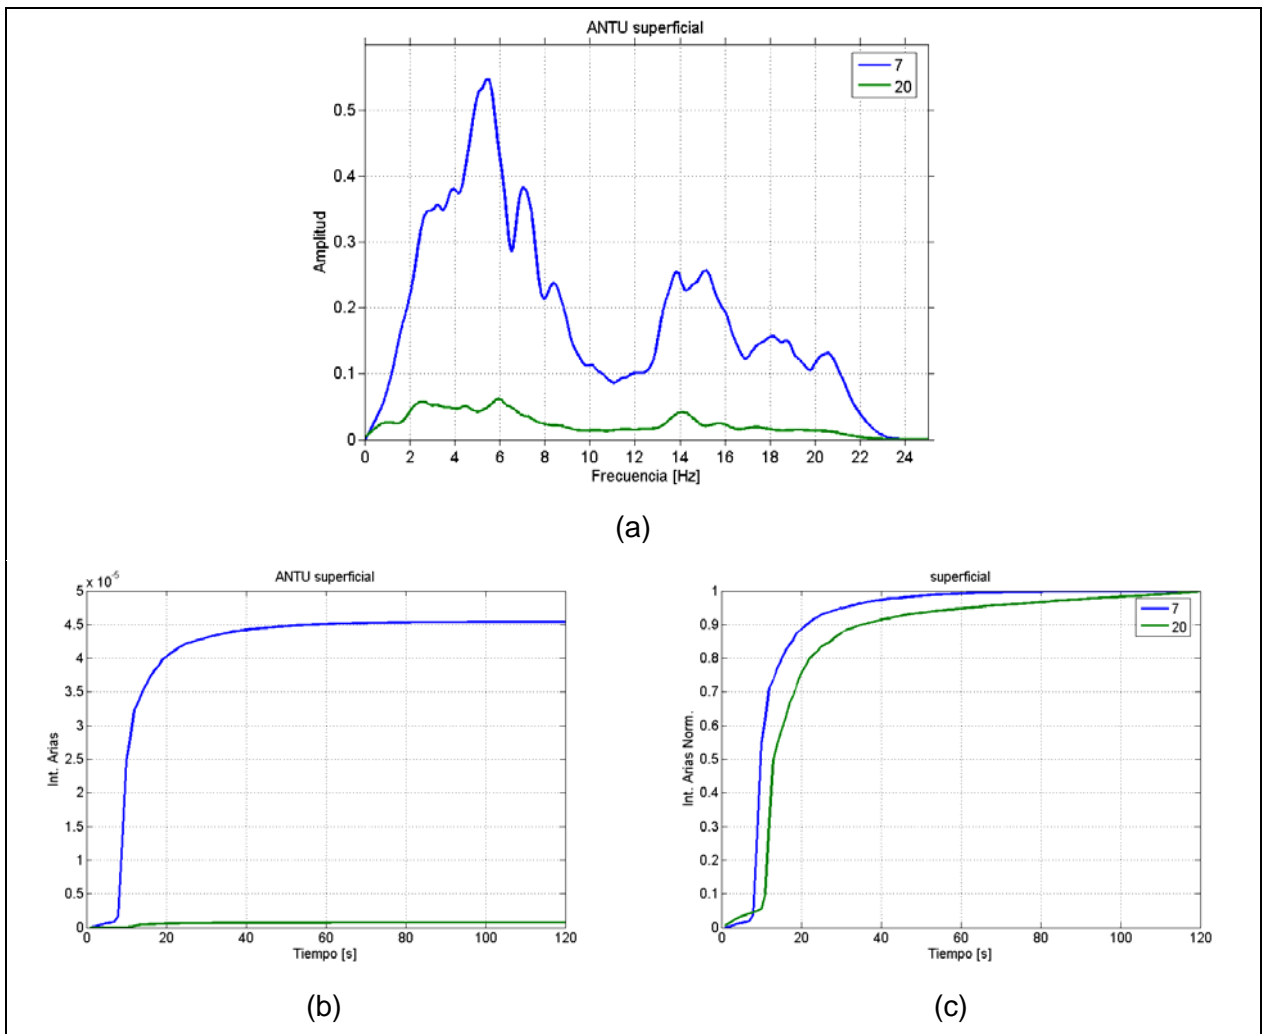 ANTU superficial
7
20
0.5
0.4
0.3
0.2
0.1
0
Amplitud
0 2 4 6 8 10 12 14 16 18 20 22 24
Frecuencia [Hz]
(a)
ANTU superficial
x 10^-5
5
4.5
4
3.5
3
2.5
2
1.5
1
0.5
0
Int. Arias
0 20 40 60 80 100 120
Tiempo [s]
(b)
superficial
7
20
1
0.9
0.8
0.7
0.6
0.5
0.4
0.3
0.2
0.1
0
Int. Arias Norm.
0 20 40 60 80 100 120
Tiempo [s]
(c)